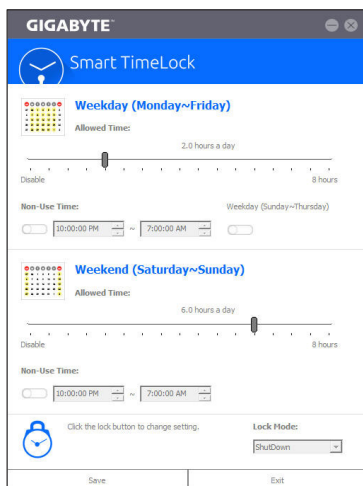 GIGABYTE™
Smart TimeLock
Weekday (Monday~Friday)
Allowed Time:
2.0 hours a day
Disable 8 hours
Non-Use Time: Weekday (Sunday~Thursday)
10:00:00 PM ~ 7:00:00 AM
Weekend (Saturday~Sunday)
Allowed Time:
6.0 hours a day
Disable 8 hours
Non-Use Time:
10:00:00 PM ~ 7:00:00 AM
Click the lock button to change setting. Lock Mode:
ShutDown
Save Exit